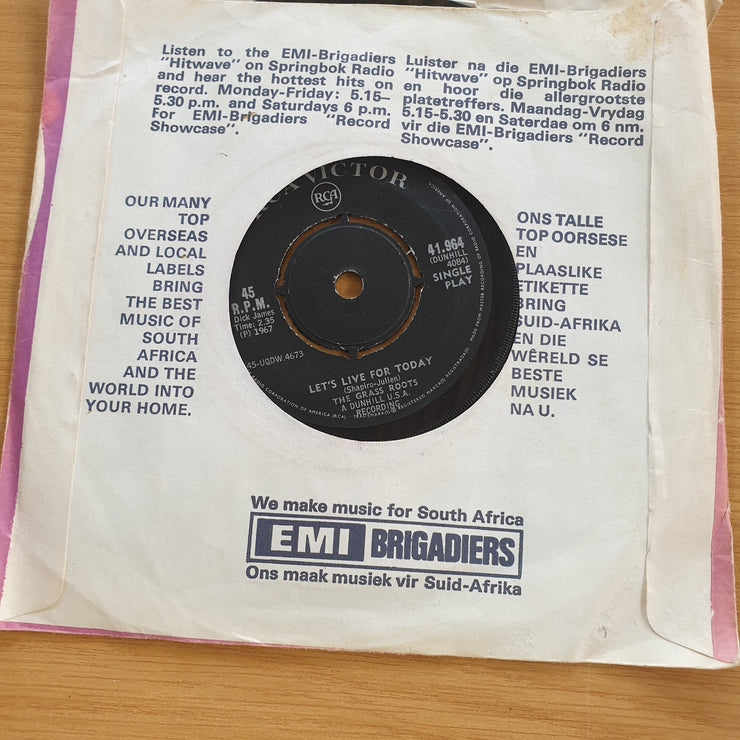 Listen to the EMI-Brigadiers
"Hitwave" on Springbok Radio
and hear the hottest hits on
record. Monday-Friday: 5.15–
5.30 p.m. and Saturdays 6 p.m.
For EMI-Brigadiers "Record
Showcase".
Luister na die EMI-Brigadiers
"Hitwave" op Springbok Radio
en hoor die allergrootste
platetreffers. Maandag-Vrydag
5.15-5.30 en Saterdae om 6 nm.
vir die EMI-Brigadiers "Record
Showcase".
OUR MANY
TOP
OVERSEAS
AND LOCAL
LABELS
BRING
THE BEST
MUSIC OF
SOUTH
AFRICA
AND THE
WORLD INTO
YOUR HOME.
RCA VICTOR
RCA
45
R.P.M.
Dick James
Time: 2.35
(P) 1967
45-UQDW.4673
41.964
(DUNHILL
4084)
SINGLE
PLAY
LET'S LIVE FOR TODAY
(Shapiro-Julien)
THE GRASS ROOTS
A DUNHILL U.S.A.
RECORDING
ONS TALLE
TOP OORSESE
EN
PLAASLIKE
ETIKETTE
BRING
SUID-AFRIKA
EN DIE
WÊRELD SE
BESTE
MUSIEK
NA U.
We make music for South Africa
EMI BRIGADIERS
Ons maak musiek vir Suid-Afrika